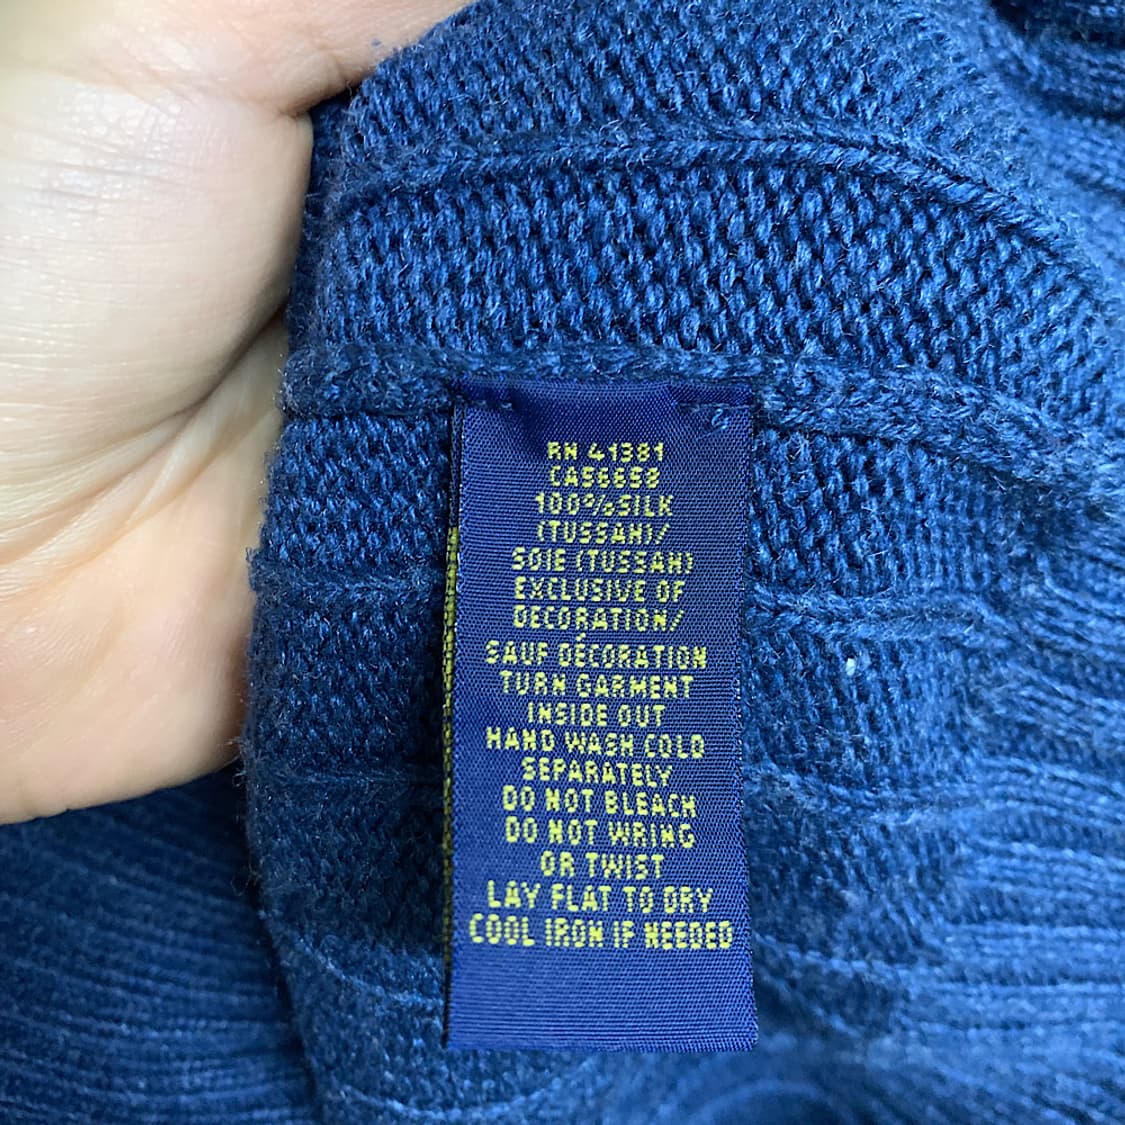 RN 41381
CA56658
100%SILK
(TUSSAH)/
SOIE (TUSSAH)
EXCLUSIVE OF
DECORATION/
SAUF DÉCORATION
TURN GARMENT
INSIDE OUT
HAND WASH COLD
SEPARATELY
DO NOT BLEACH
DO NOT WRING
OR TWIST
LAY FLAT TO DRY
COOL IRON IF NEEDED